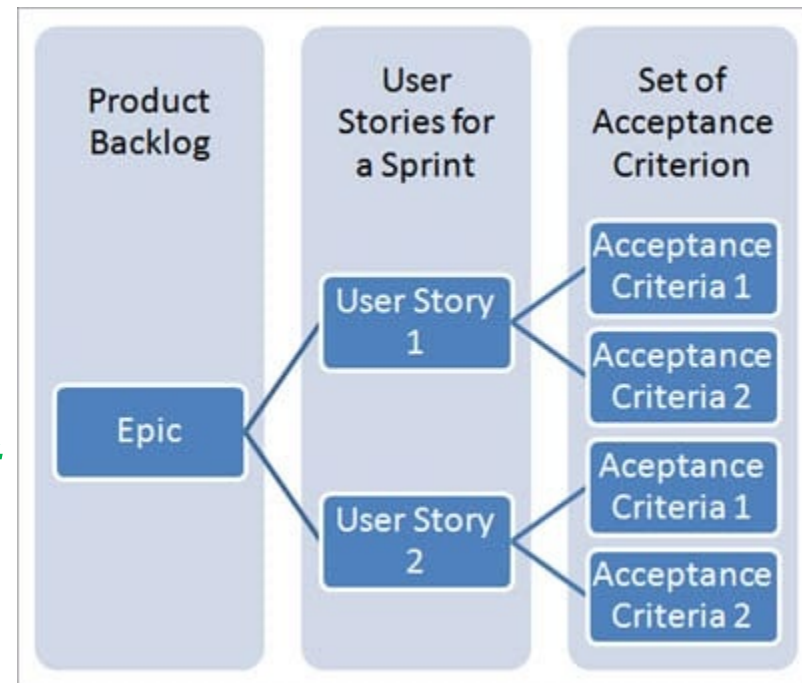 Product
Backlog
User
Stories for
a Sprint
Set of
Acceptance
Criterion
Epic
User Story
1
User Story
2
Acceptance
Criteria 1
Acceptance
Criteria 2
Aceptance
Criteria 1
Acceptance
Criteria 2